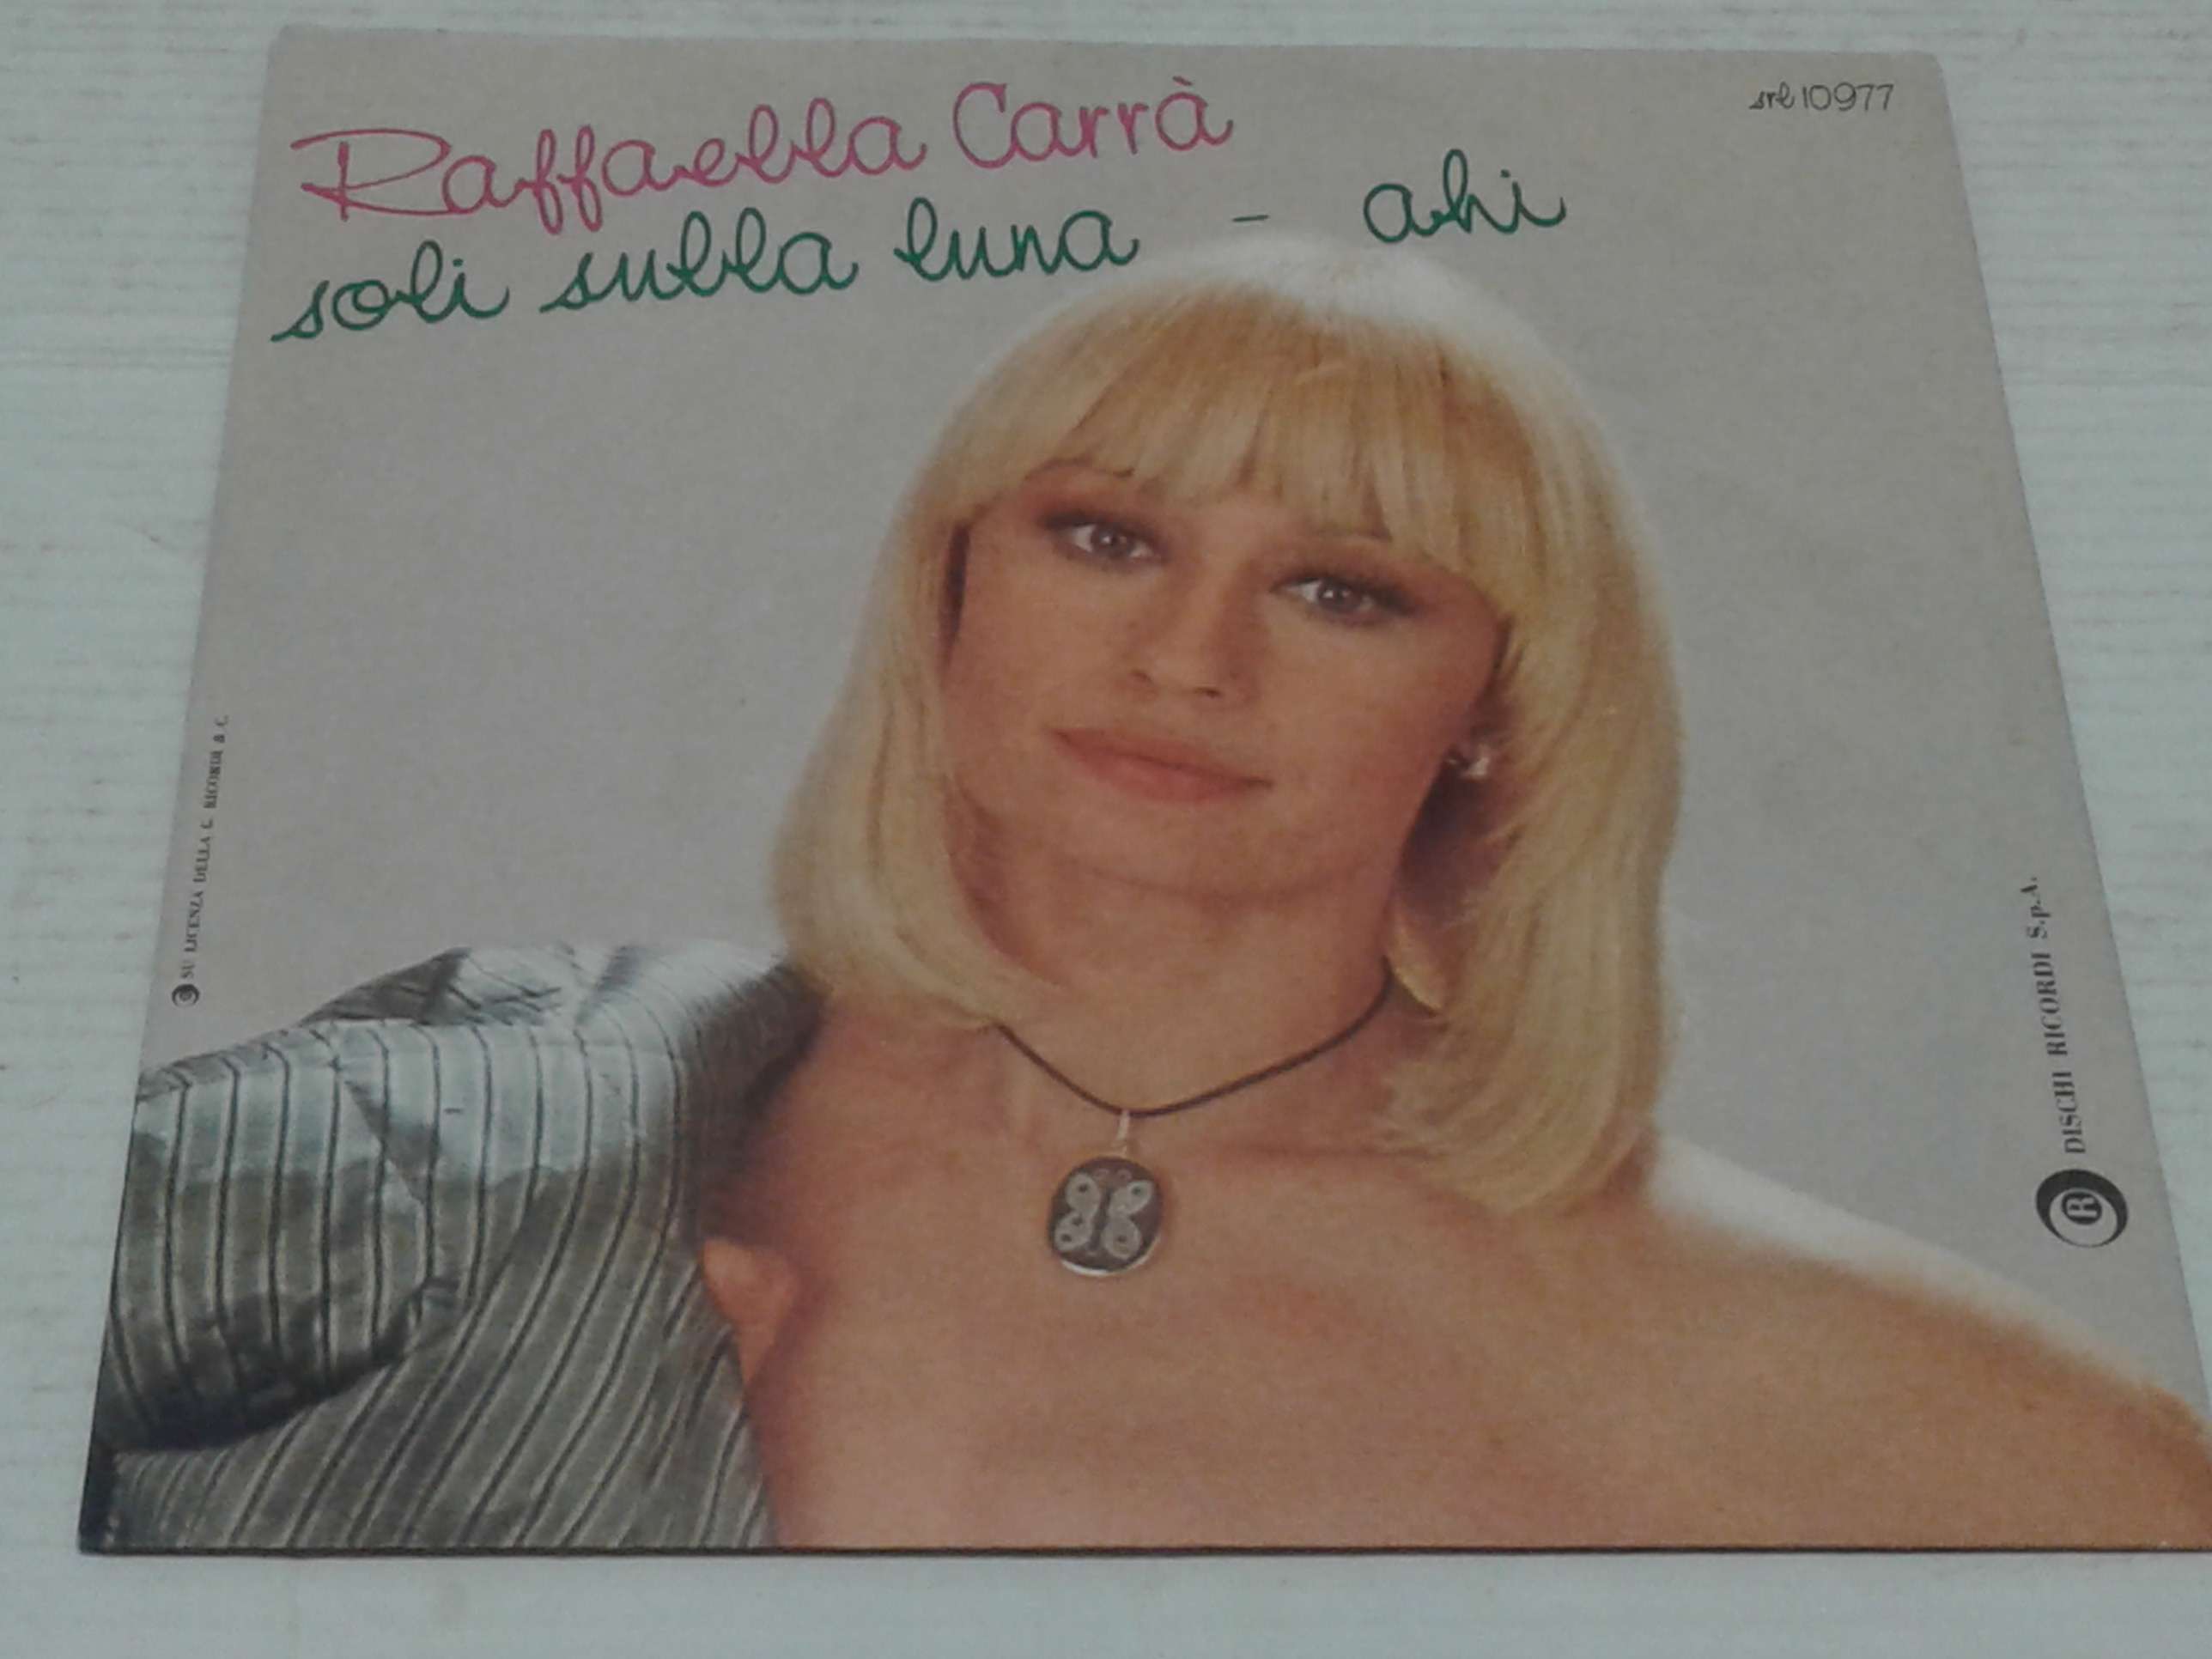 Raffaella Carrà
srl 10977
soli sulla luna - ahi
SU LICENZA DELLA C. RICORDI & C.
DISCHI RICORDI S.p.A.
R